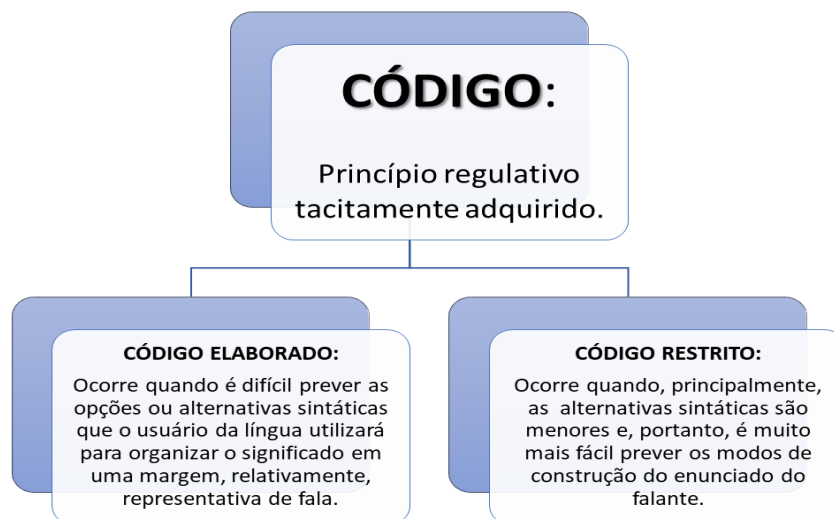 CÓDIGO:
Princípio regulativo
tacitamente adquirido.
CÓDIGO ELABORADO:
Ocorre quando é difícil prever as
opções ou alternativas sintáticas
que o usuário da língua utilizará
para organizar o significado em
uma margem, relativamente,
representativa de fala.
CÓDIGO RESTRITO:
Ocorre quando, principalmente,
as alternativas sintáticas são
menores e, portanto, é muito
mais fácil prever os modos de
construção do enunciado do
falante.